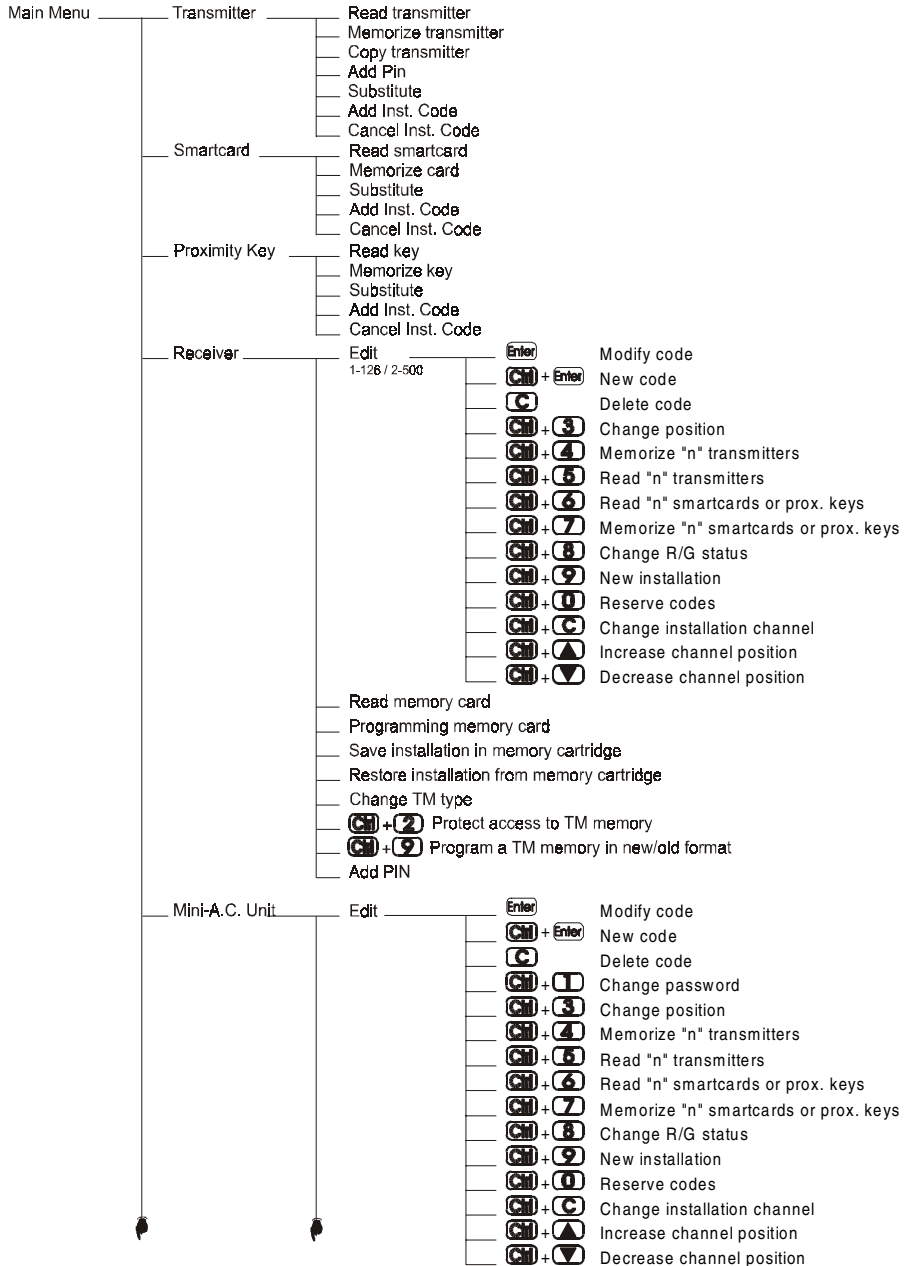 Main Menu Transmitter Read transmitter
Memorize transmitter
Copy transmitter
Add Pin
Substitute
Add Inst. Code
Cancel Inst. Code
Smartcard Read smartcard
Memorize card
Substitute
Add Inst. Code
Cancel Inst. Code
Proximity Key Read key
Memorize key
Substitute
Add Inst. Code
Cancel Inst. Code
Receiver Edit Enter Modify code
1-126 / 2-500
Ctrl + Enter New code
C Delete code
Ctrl + 3 Change position
Ctrl + 4 Memorize "n" transmitters
Ctrl + 5 Read "n" transmitters
Ctrl + 6 Read "n" smartcards or prox. keys
Ctrl + 7 Memorize "n" smartcards or prox. keys
Ctrl + 8 Change R/G status
Ctrl + 9 New installation
Ctrl + 0 Reserve codes
Ctrl + C Change installation channel
Ctrl + ▲ Increase channel position
Ctrl + ▼ Decrease channel position
Read memory card
Programming memory card
Save installation in memory cartridge
Restore installation from memory cartridge
Change TM type
Ctrl + 2 Protect access to TM memory
Ctrl + 9 Program a TM memory in new/old format
Add PIN
Mini-A.C. Unit Edit Enter Modify code
Ctrl + Enter New code
C Delete code
Ctrl + 1 Change password
Ctrl + 3 Change position
Ctrl + 4 Memorize "n" transmitters
Ctrl + 5 Read "n" transmitters
Ctrl + 6 Read "n" smartcards or prox. keys
Ctrl + 7 Memorize "n" smartcards or prox. keys
Ctrl + 8 Change R/G status
Ctrl + 9 New installation
Ctrl + 0 Reserve codes
Ctrl + C Change installation channel
Ctrl + ▲ Increase channel position
Ctrl + ▼ Decrease channel position